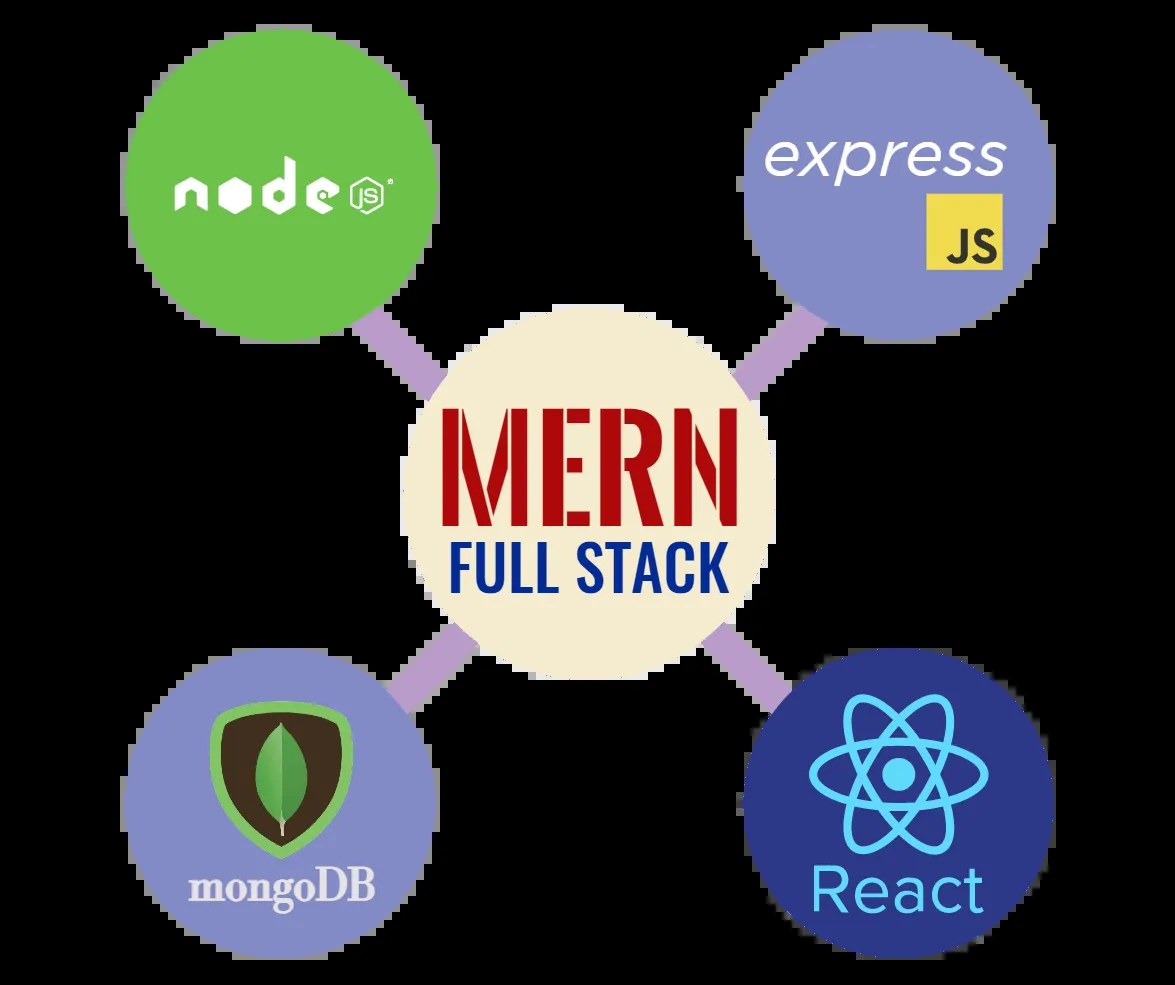 node JS
express
JS
MERN
FULL STACK
mongoDB
React